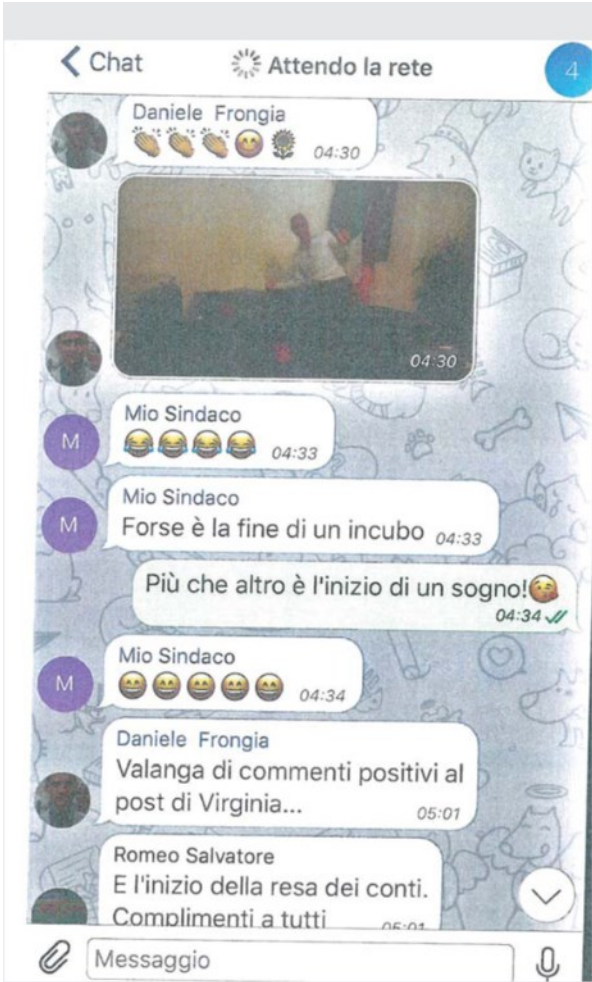 Chat
Attendo la rete
4
Daniele Frongia
👏👏👏😊🌻 04:30
04:30
M
Mio Sindaco
😂😂😂😂 04:33
M
Mio Sindaco
Forse è la fine di un incubo 04:33
Più che altro è l'inizio di un sogno!😘
04:34
M
Mio Sindaco
😄😄😄😄😄 04:34
Daniele Frongia
Valanga di commenti positivi al
post di Virginia... 05:01
Romeo Salvatore
E l'inizio della resa dei conti.
Complimenti a tutti 05:01
Messaggio